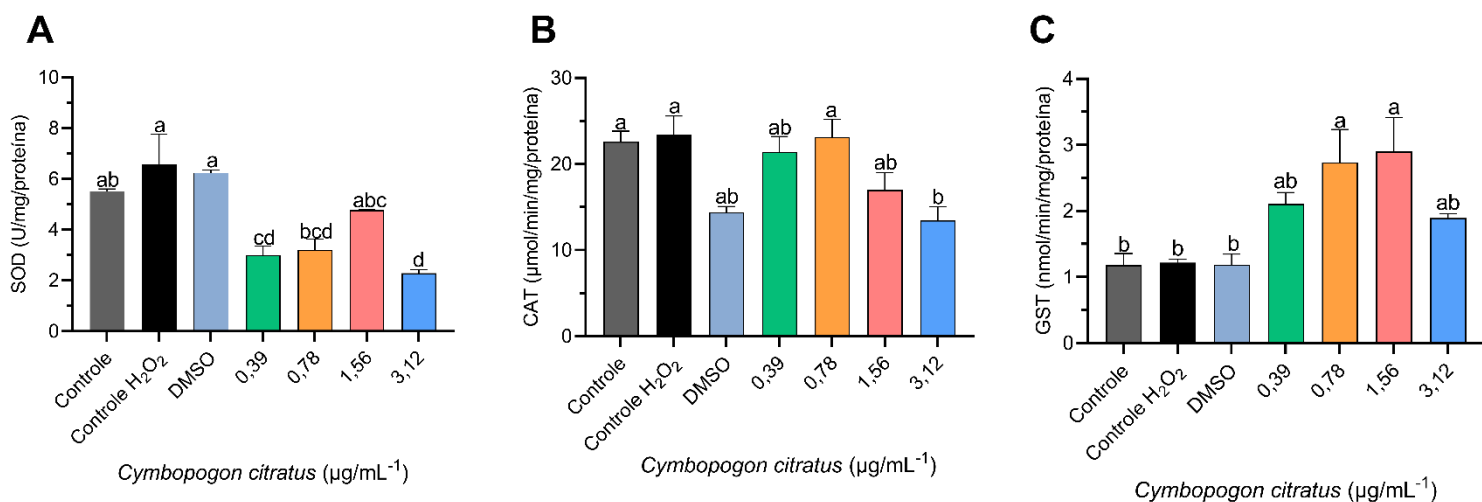 A
SOD (U/mg/proteína)
10
8
6
4
2
0
ab
a
a
cd
bcd
abc
d
Controle
Controle H₂O₂
DMSO
0,39
0,78
1,56
3,12
Cymbopogon citratus (µg/mL⁻¹)
B
CAT (µmol/min/mg/proteína)
30
20
10
0
a
a
ab
ab
a
ab
b
Controle
Controle H₂O₂
DMSO
0,39
0,78
1,56
3,12
Cymbopogon citratus (µg/mL⁻¹)
C
GST (nmol/min/mg/proteína)
4
3
2
1
0
b
b
b
ab
a
a
ab
Controle
Controle H₂O₂
DMSO
0,39
0,78
1,56
3,12
Cymbopogon citratus (µg/mL⁻¹)